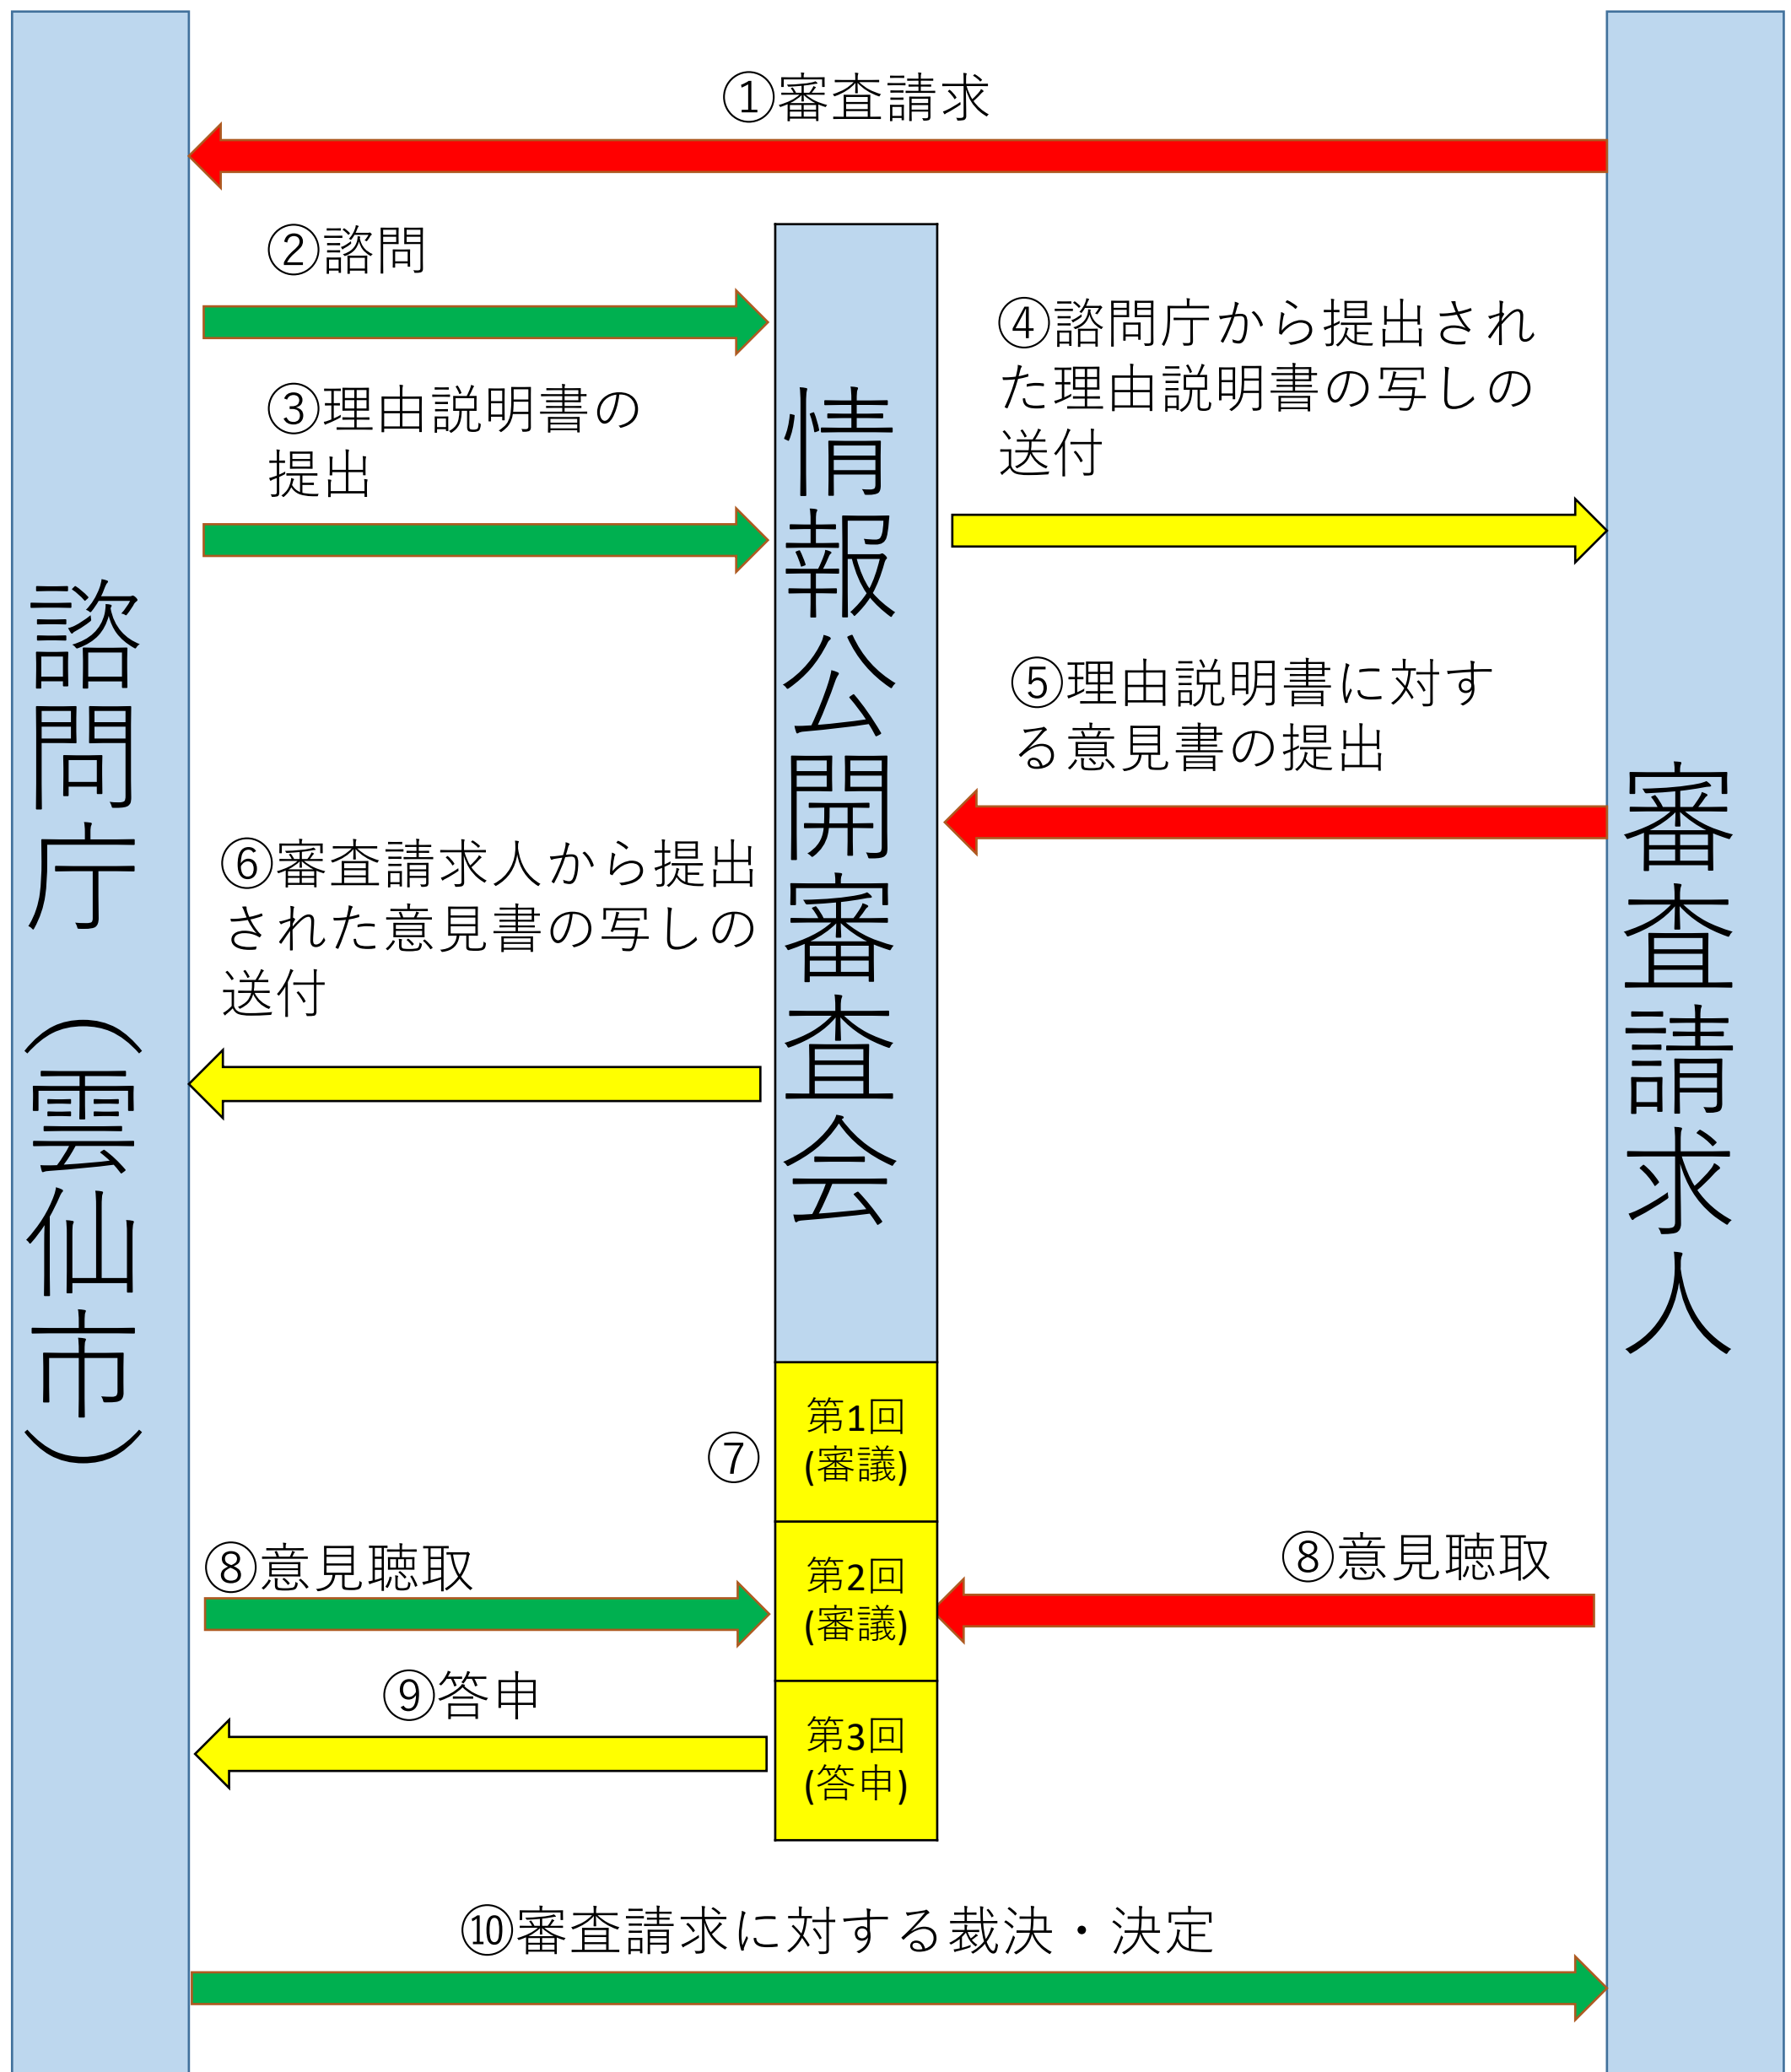 ①審査請求
②諮問
③理由説明書の
提出
④諮問庁から提出され
た理由説明書の写しの
送付
⑤理由説明書に対す
る意見書の提出
⑥審査請求人から提出
された意見書の写しの
送付
諮問庁（雲仙市）
情報公開審査会
審査請求人
⑦
第1回
(審議)
⑧意見聴取
第2回
(審議)
⑧意見聴取
⑨答申
第3回
(答申)
⑩審査請求に対する裁決・決定